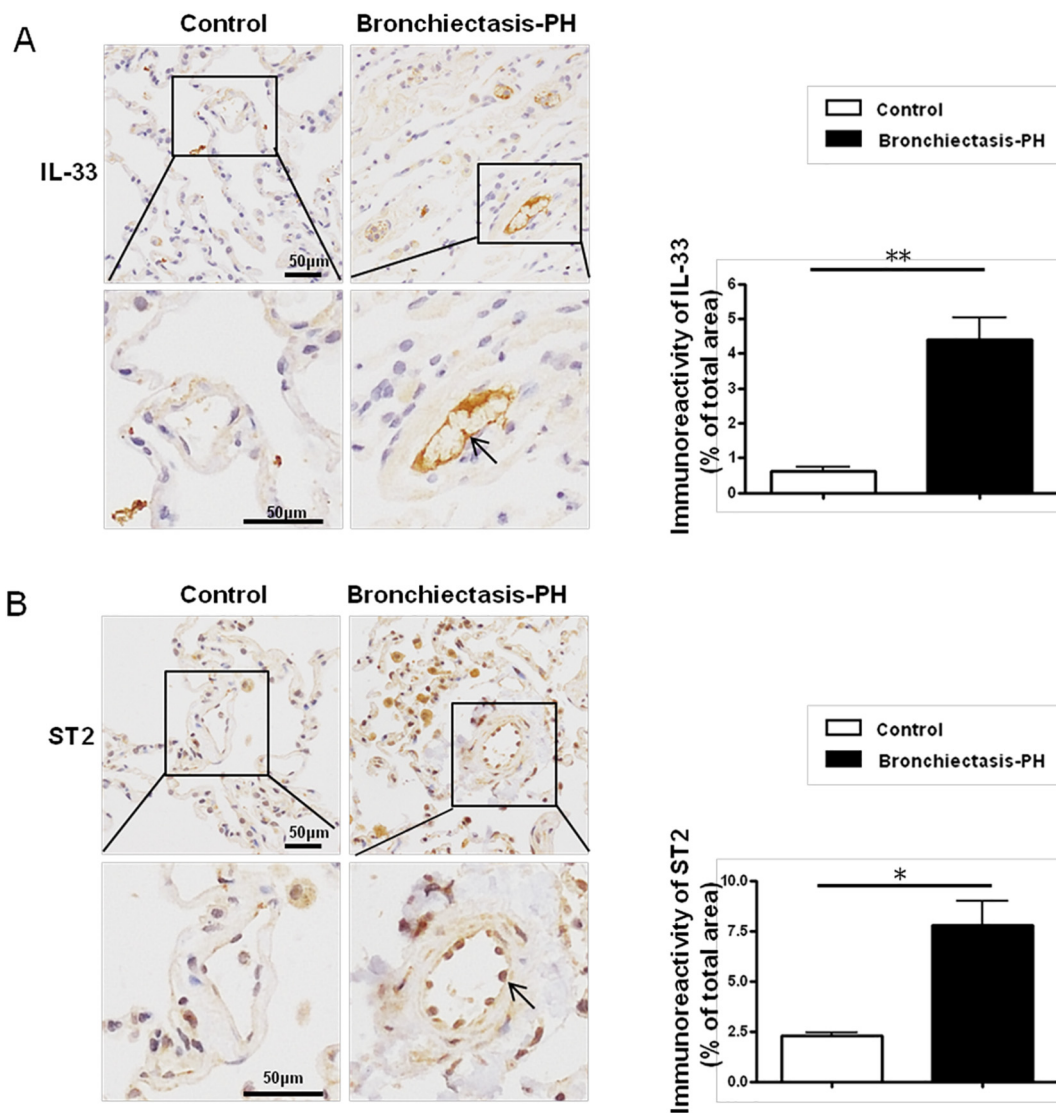 A
Control
Bronchiectasis-PH
IL-33
50µm
50µm
Control
Bronchiectasis-PH
Immunoreactivity of IL-33
(% of total area)
**
6
5
4
3
2
1
0
B
Control
Bronchiectasis-PH
ST2
50µm
50µm
Control
Bronchiectasis-PH
Immunoreactivity of ST2
(% of total area)
*
10.0
7.5
5.0
2.5
0.0